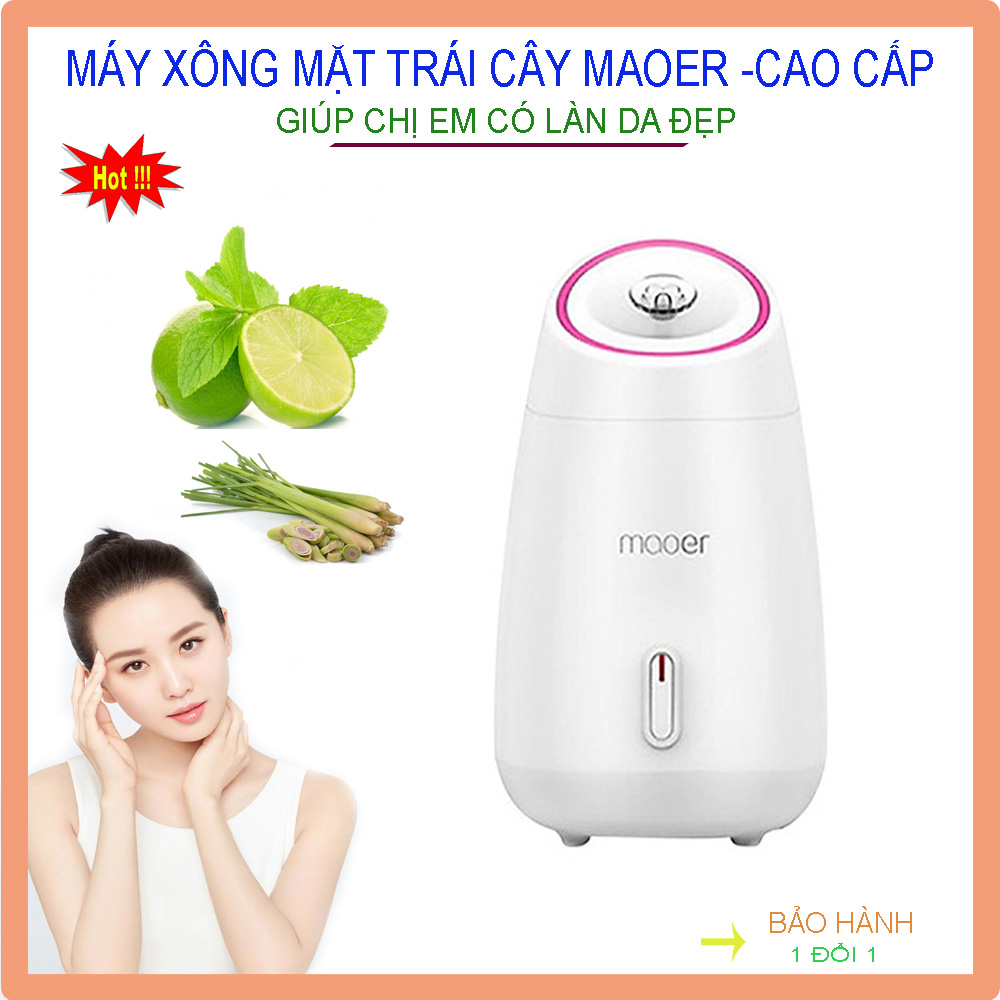 MÁY XÔNG MẶT TRÁI CÂY MAOER -CAO CẤP
GIÚP CHỊ EM CÓ LÀN DA ĐẸP
Hot !!!
maoer
BẢO HÀNH
1 ĐỔI 1